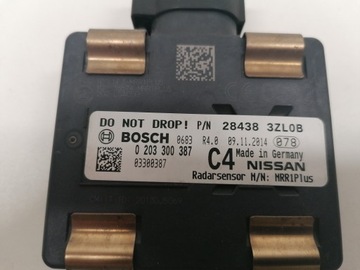 DO NOT DROP! P/N 28438 3ZL0B
BOSCH 0683 R4.0 09.11.2014 078
0 203 300 387 C4 Made in Germany
03300387 NISSAN
Radarsensor H/N: MRR1Plus